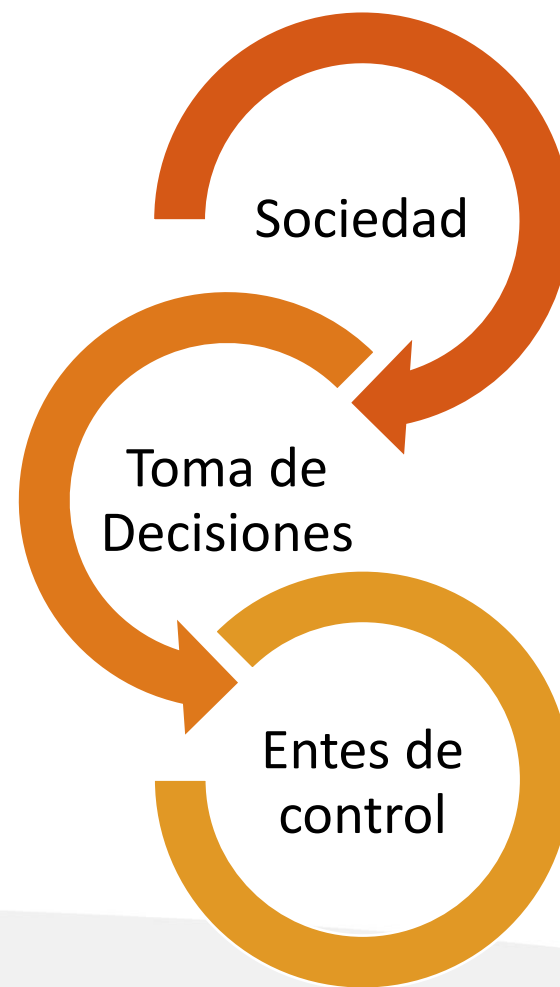 Sociedad
Toma de
Decisiones
Entes de
control